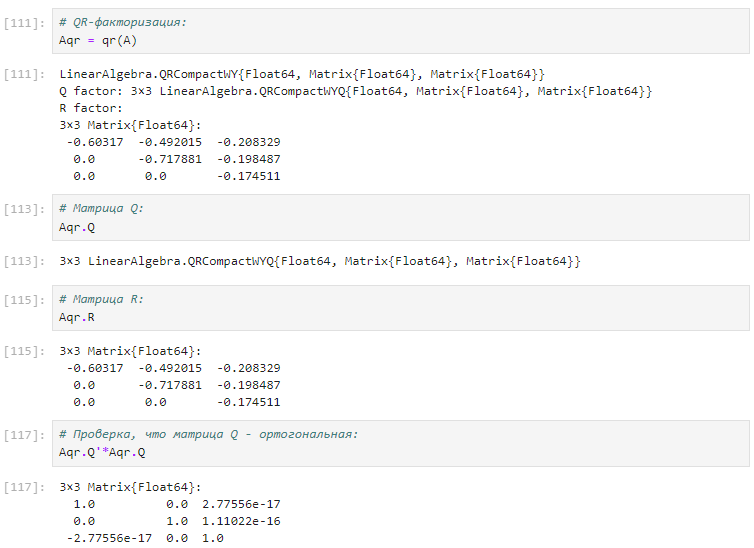 [111]: # QR-факторизация:
Aqr = qr(A)
[111]: LinearAlgebra.QRCompactWY{Float64, Matrix{Float64}, Matrix{Float64}}
Q factor: 3×3 LinearAlgebra.QRCompactWYQ{Float64, Matrix{Float64}, Matrix{Float64}}
R factor:
3×3 Matrix{Float64}:
-0.60317 -0.492015 -0.208329
0.0 -0.717881 -0.198487
0.0 0.0 -0.174511
[113]: # Матрица Q:
Aqr.Q
[113]: 3×3 LinearAlgebra.QRCompactWYQ{Float64, Matrix{Float64}, Matrix{Float64}}
[115]: # Матрица R:
Aqr.R
[115]: 3×3 Matrix{Float64}:
-0.60317 -0.492015 -0.208329
0.0 -0.717881 -0.198487
0.0 0.0 -0.174511
[117]: # Проверка, что матрица Q - ортогональная:
Aqr.Q'*Aqr.Q
[117]: 3×3 Matrix{Float64}:
1.0 0.0 2.77556e-17
0.0 1.0 1.11022e-16
-2.77556e-17 0.0 1.0